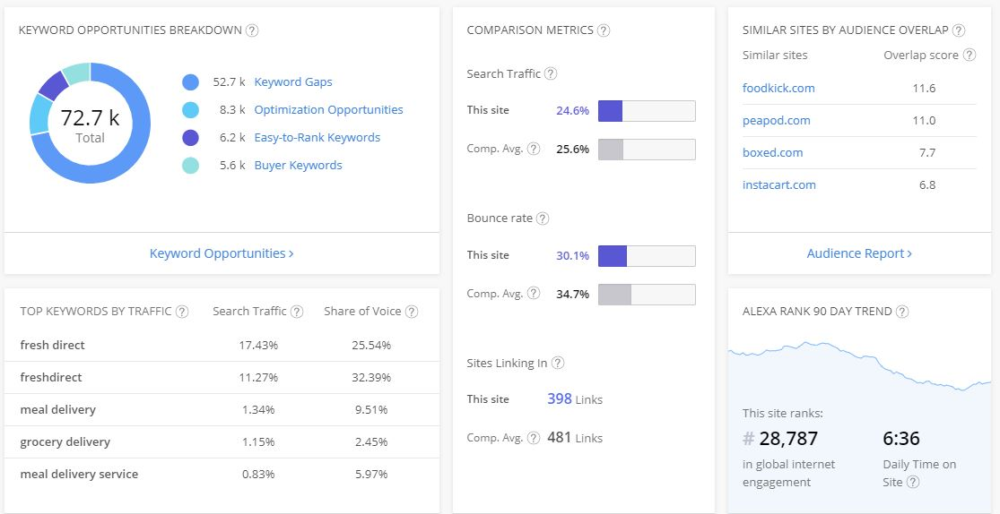 KEYWORD OPPORTUNITIES BREAKDOWN ?
72.7 k
Total
52.7 k Keyword Gaps
8.3 k Optimization Opportunities
6.2 k Easy-to-Rank Keywords
5.6 k Buyer Keywords
Keyword Opportunities >
TOP KEYWORDS BY TRAFFIC ? Search Traffic ? Share of Voice ?
fresh direct 17.43% 25.54%
freshdirect 11.27% 32.39%
meal delivery 1.34% 9.51%
grocery delivery 1.15% 2.45%
meal delivery service 0.83% 5.97%
COMPARISON METRICS ?
Search Traffic ?
This site 24.6%
Comp. Avg. ? 25.6%
Bounce rate ?
This site 30.1%
Comp. Avg. ? 34.7%
Sites Linking In ?
This site 398 Links
Comp. Avg. ? 481 Links
SIMILAR SITES BY AUDIENCE OVERLAP ?
Similar sites Overlap score ?
foodkick.com 11.6
peapod.com 11.0
boxed.com 7.7
instacart.com 6.8
Audience Report >
ALEXA RANK 90 DAY TREND ?
This site ranks:
# 28,787
in global internet
engagement
6:36
Daily Time on
Site ?